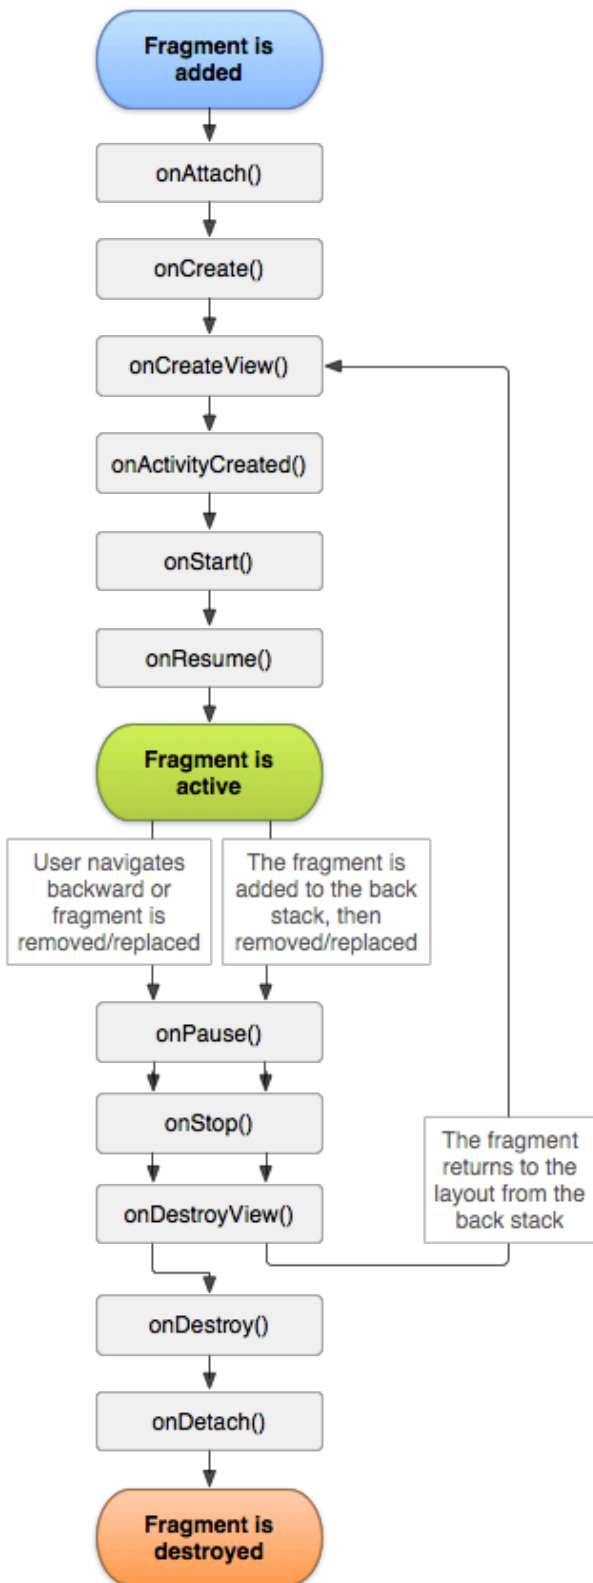 Fragment is
added
onAttach()
onCreate()
onCreateView()
onActivityCreated()
onStart()
onResume()
Fragment is
active
User navigates
backward or
fragment is
removed/replaced
The fragment is
added to the back
stack, then
removed/replaced
onPause()
onStop()
onDestroyView()
The fragment
returns to the
layout from the
back stack
onDestroy()
onDetach()
Fragment is
destroyed